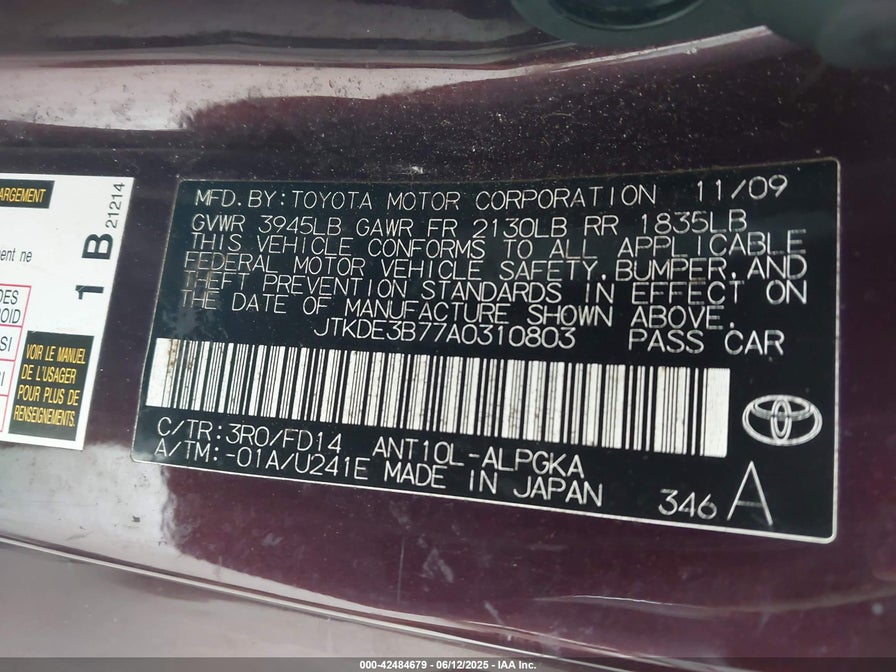 ARGEMENT
1 B
21214
ent ne
DES
OID
SI
VOIR LE MANUEL
DE L'USAGER
POUR PLUS DE
RENSEIGNEMENTS.
MFD. BY: TOYOTA MOTOR CORPORATION 11/09
GVWR 3945LB GAWR FR 2130LB RR 1835LB
THIS VEHICLE CONFORMS TO ALL APPLICABLE
FEDERAL MOTOR VEHICLE SAFETY, BUMPER, AND
THEFT PREVENTION STANDARDS IN EFFECT ON
THE DATE OF MANUFACTURE SHOWN ABOVE.
JTKDE3B77A0310803 PASS CAR
C/TR: 3R0/FD14 ANT10L-ALPGKA
A/TM: -01A/U241E MADE IN JAPAN
346 A
000-42484679 - 06/12/2025 - IAA Inc.